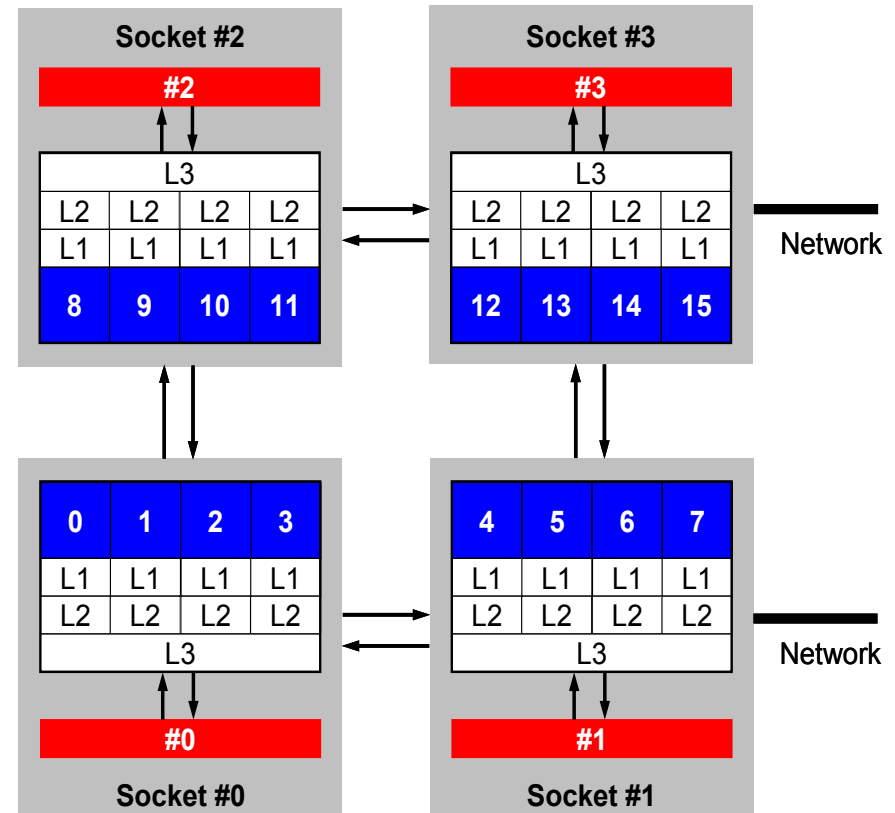 Socket #2
#2
L3
L2 L2 L2 L2
L1 L1 L1 L1
8 9 10 11
Socket #3
#3
L3
L2 L2 L2 L2
L1 L1 L1 L1
12 13 14 15
Network
0 1 2 3
L1 L1 L1 L1
L2 L2 L2 L2
L3
#0
Socket #0
4 5 6 7
L1 L1 L1 L1
L2 L2 L2 L2
L3
#1
Socket #1
Network